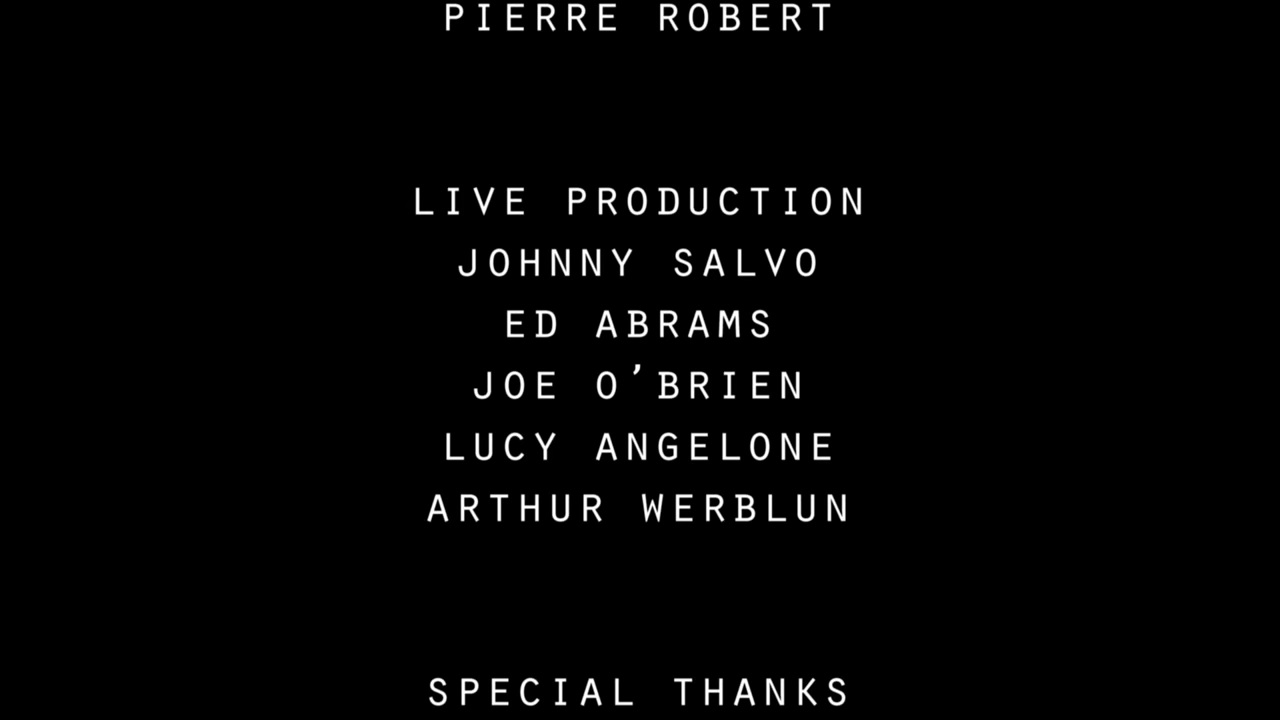 PIERRE ROBERT
LIVE PRODUCTION
JOHNNY SALVO
ED ABRAMS
JOE O’BRIEN
LUCY ANGELONE
ARTHUR WERBLUN
SPECIAL THANKS